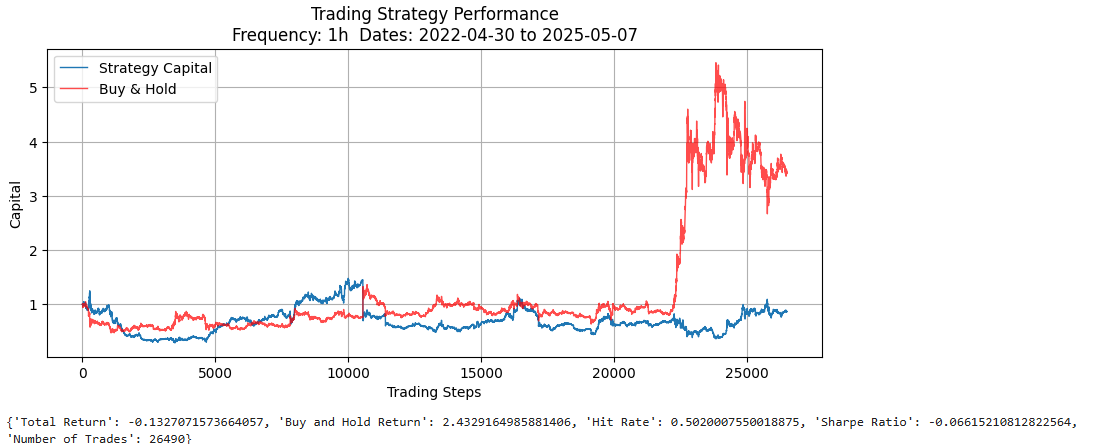 Trading Strategy Performance
Frequency: 1h Dates: 2022-04-30 to 2025-05-07
Strategy Capital
Buy & Hold
Capital
5
4
3
2
1
0
5000
10000
15000
20000
25000
Trading Steps
{'Total Return': -0.1327071573664057, 'Buy and Hold Return': 2.4329164985881406, 'Hit Rate': 0.5020007550018875, 'Sharpe Ratio': -0.06615210812822564,
'Number of Trades': 26490}